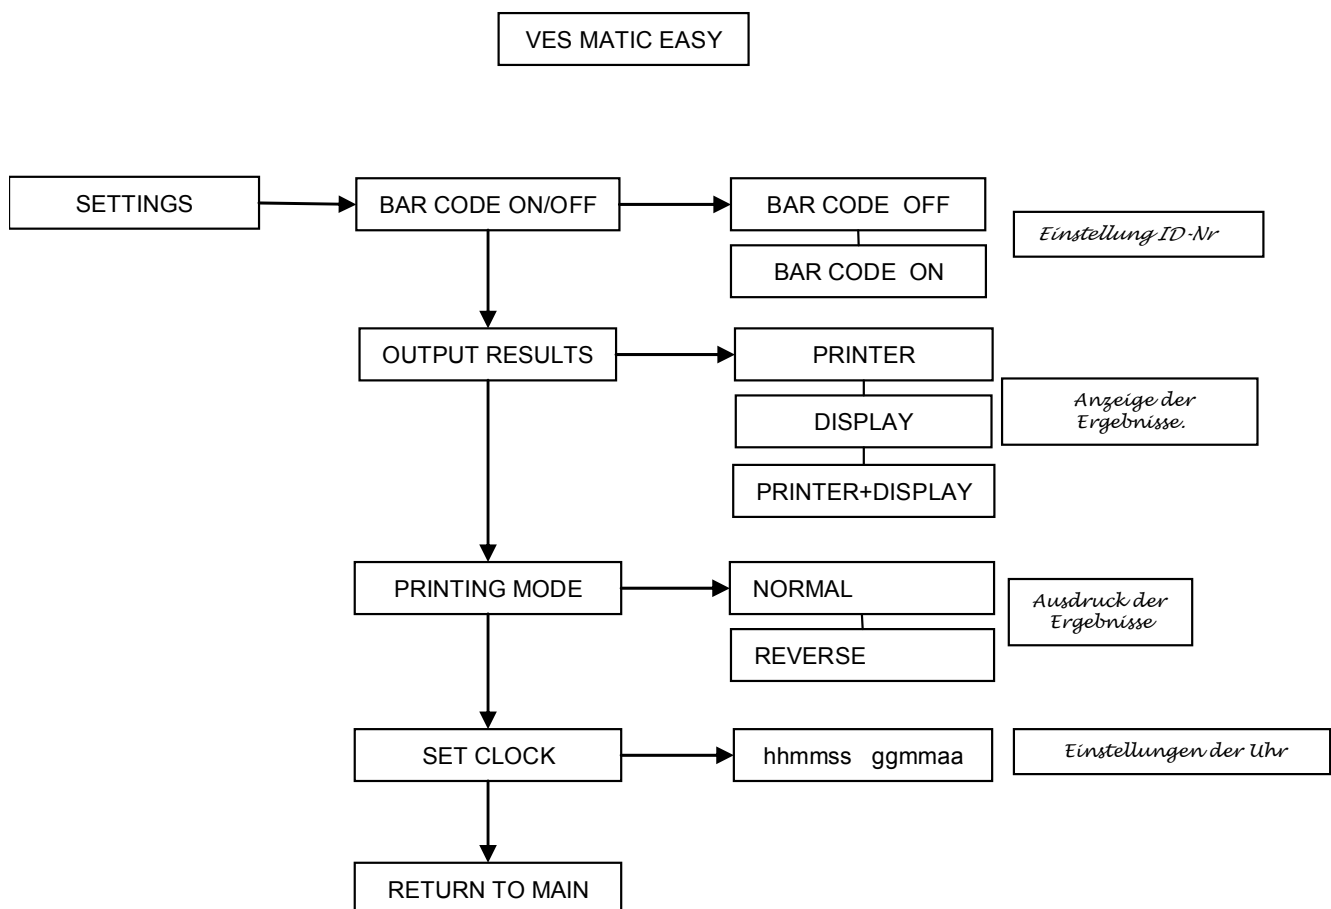 VES MATIC EASY
SETTINGS
BAR CODE ON/OFF
BAR CODE OFF
BAR CODE ON
Einstellung ID-Nr
OUTPUT RESULTS
PRINTER
DISPLAY
PRINTER+DISPLAY
Anzeige der
Ergebnisse.
PRINTING MODE
NORMAL
REVERSE
Ausdruck der
Ergebnisse
SET CLOCK
hhmmss ggmmaa
Einstellungen der Uhr
RETURN TO MAIN